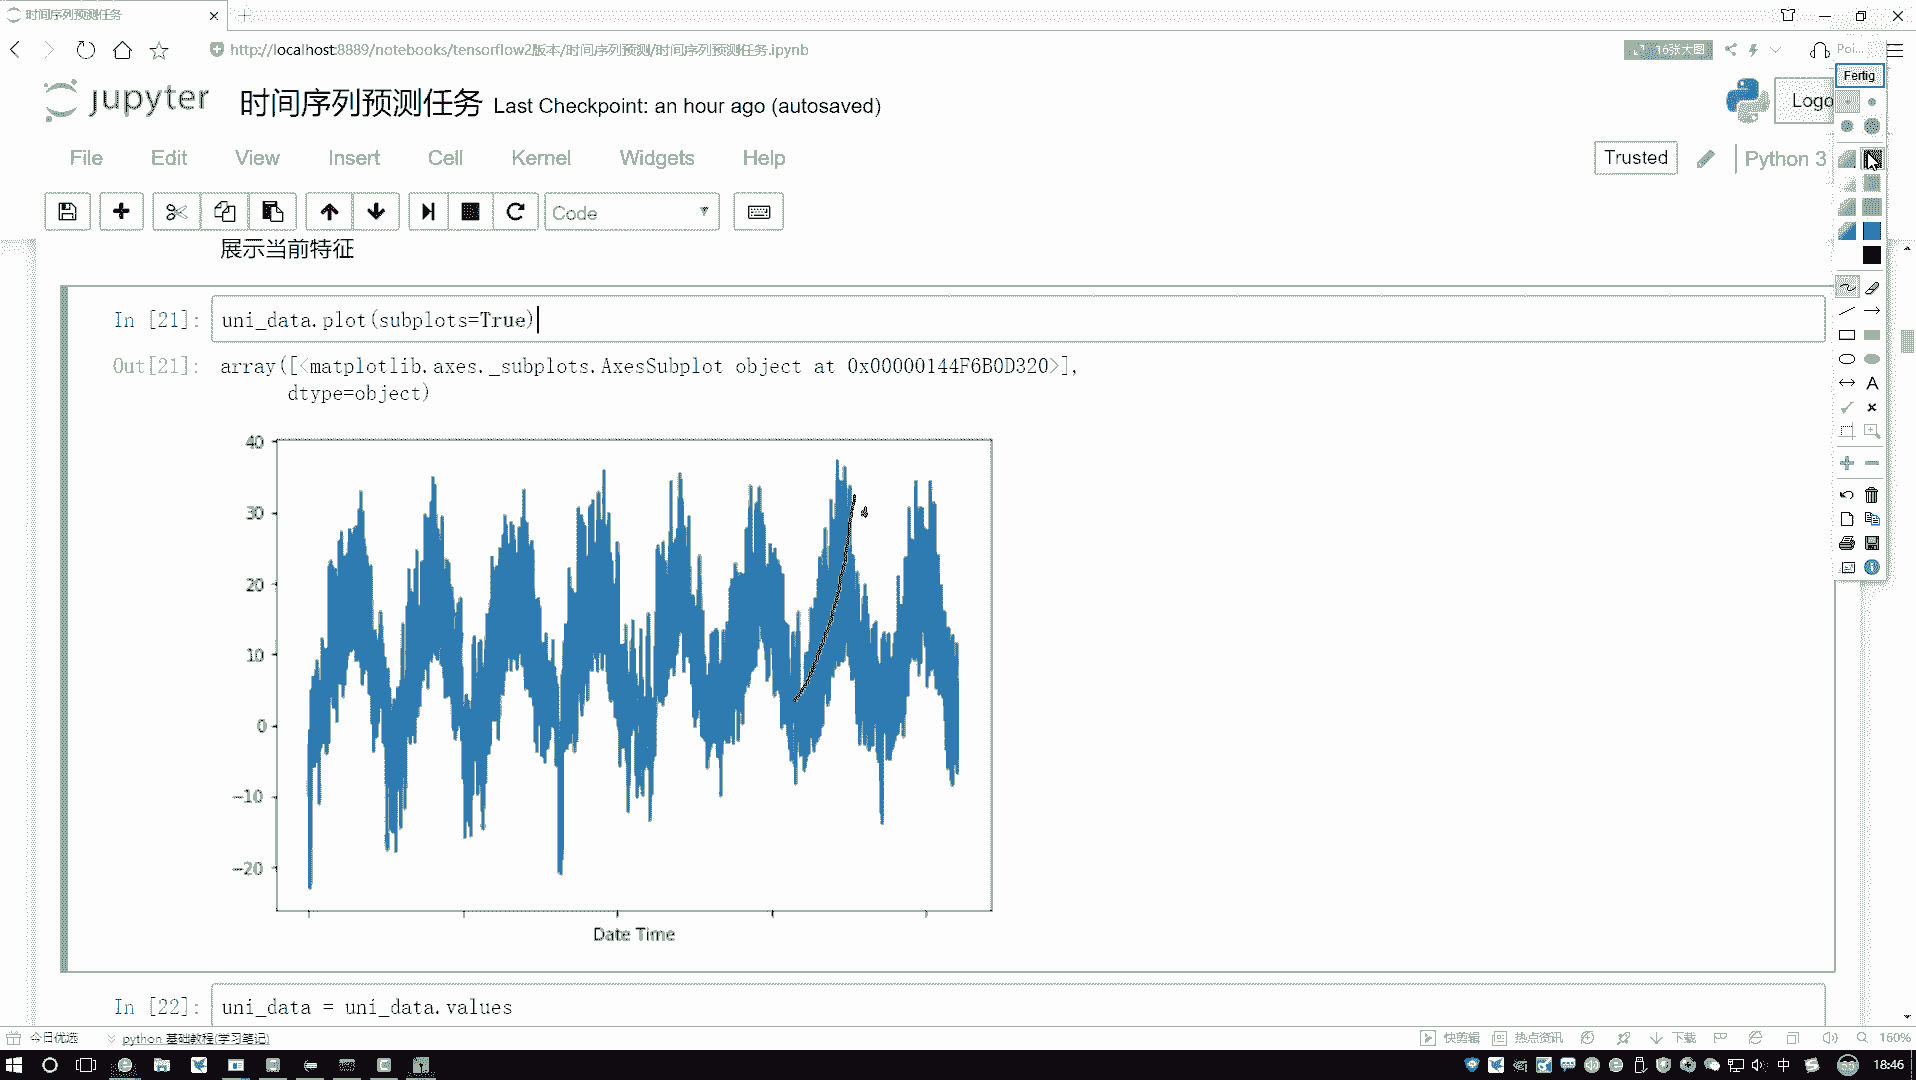 时间序列预测任务
http://localhost:8889/notebooks/tensorflow2版本/时间序列预测/时间序列预测任务.ipynb
16张大图
Poi...
Fertig
jupyter
时间序列预测任务 Last Checkpoint: an hour ago (autosaved)
Logo
File Edit View Insert Cell Kernel Widgets Help
Trusted
Python 3
Code
展示当前特征
In [21]: uni_data.plot(subplots=True)
Out[21]: array([<matplotlib.axes._subplots.AxesSubplot object at 0x00000144F6B0D320>],
dtype=object)
40
30
20
10
0
−10
−20
Date Time
In [22]: uni_data = uni_data.values
今日优选
python 基础教程(学习笔记)
快剪辑
热点资讯
下载
160%
中
18:46